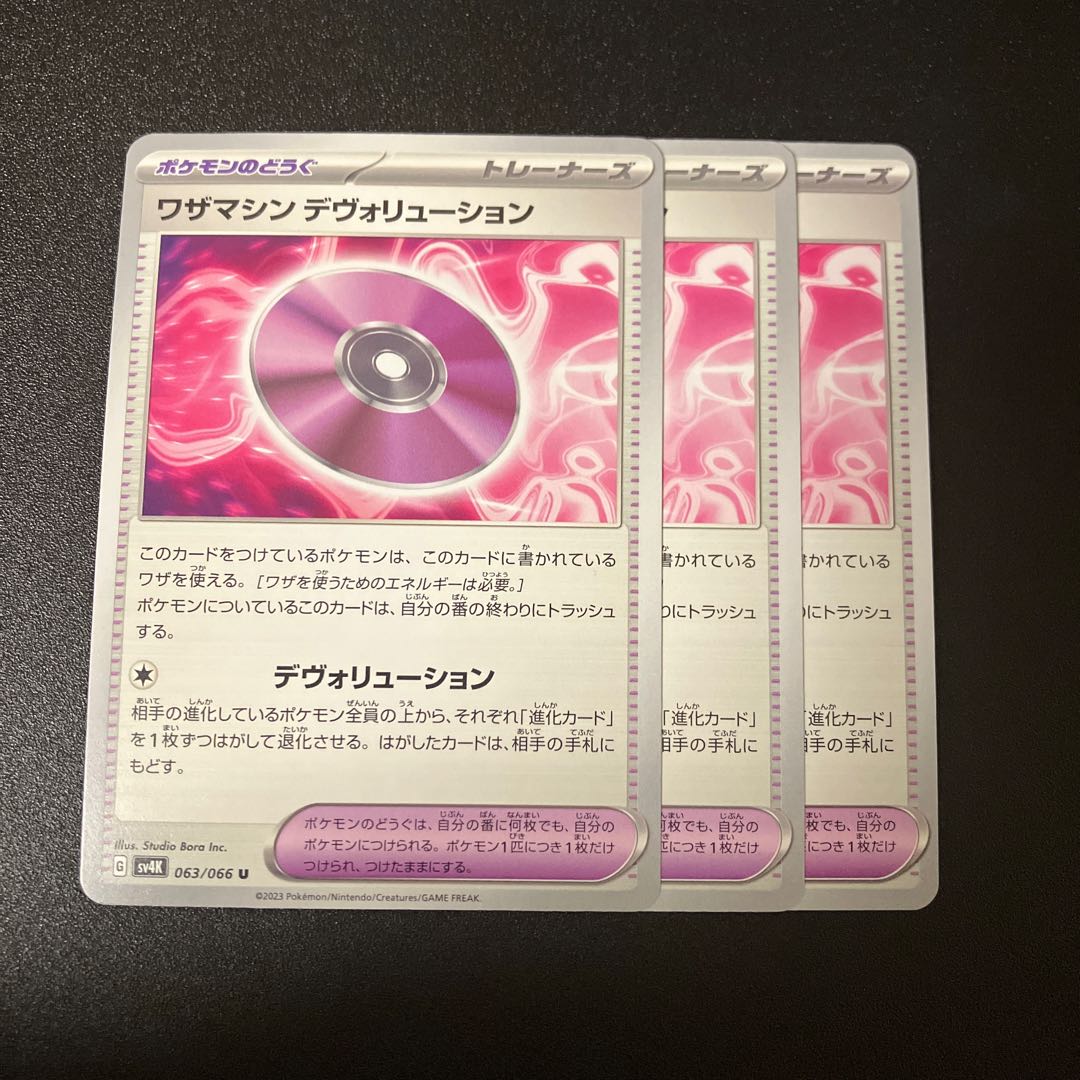 ポケモンのどうぐ トレーナーズ
ワザマシン デヴォリューション
このカードをつけているポケモンは、このカードに書かれている
ワザを使える。[ワザを使うためのエネルギーは必要。]
ポケモンについているこのカードは、自分の番の終わりにトラッシュ
する。
デヴォリューション
相手の進化しているポケモン全員の上から、それぞれ「進化カード」
を1枚ずつはがして退化させる。はがしたカードは、相手の手札に
もどす。
ポケモンのどうぐは、自分の番に何枚でも、自分の
ポケモンにつけられる。ポケモン1匹につき1枚だけ
つけられ、つけたままにする。
Illus. Studio Bora Inc.
G sv4K 063/066 U
©2023 Pokémon/Nintendo/Creatures/GAME FREAK.
レーナーズ
書かれている
にトラッシュ
「進化カード」
手の手札に
何枚でも、自分の
につき1枚だけ
ーナーズ
かれている
にトラッシュ
進化カード」
手の手札に
枚でも、自分の
つき1枚だけ